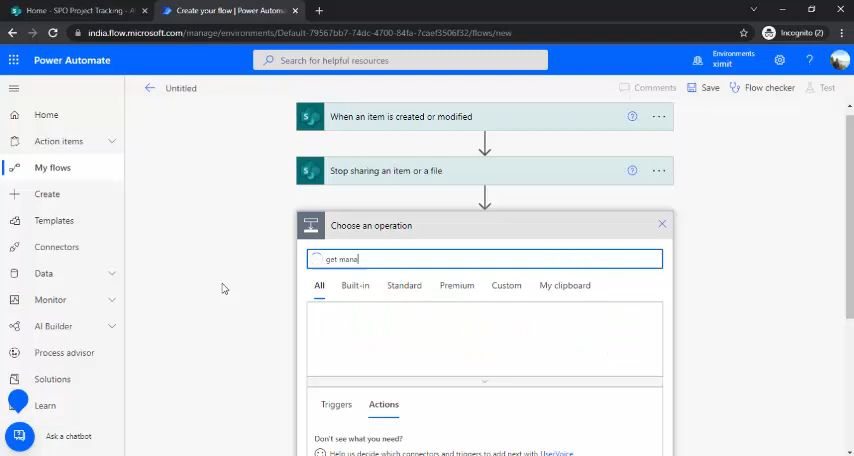 Home - SPO Project Tracking - Al
Create your flow | Power Automate
Incognito (2)
india.flow.microsoft.com/manage/environments/Default-79567bb7-74dc-4700-84fa-7caef3506f32/flows/new
Power Automate
Search for helpful resources
Environments
ximit
Untitled
Comments
Save
Flow checker
Test
Home
Action items
My flows
Create
Templates
Connectors
Data
Monitor
AI Builder
Process advisor
Solutions
Learn
Ask a chatbot
When an item is created or modified
Stop sharing an item or a file
Choose an operation
get mana
All
Built-in
Standard
Premium
Custom
My clipboard
Triggers
Actions
Don't see what you need?
Help us decide which connectors and triggers to add next with UserVoice